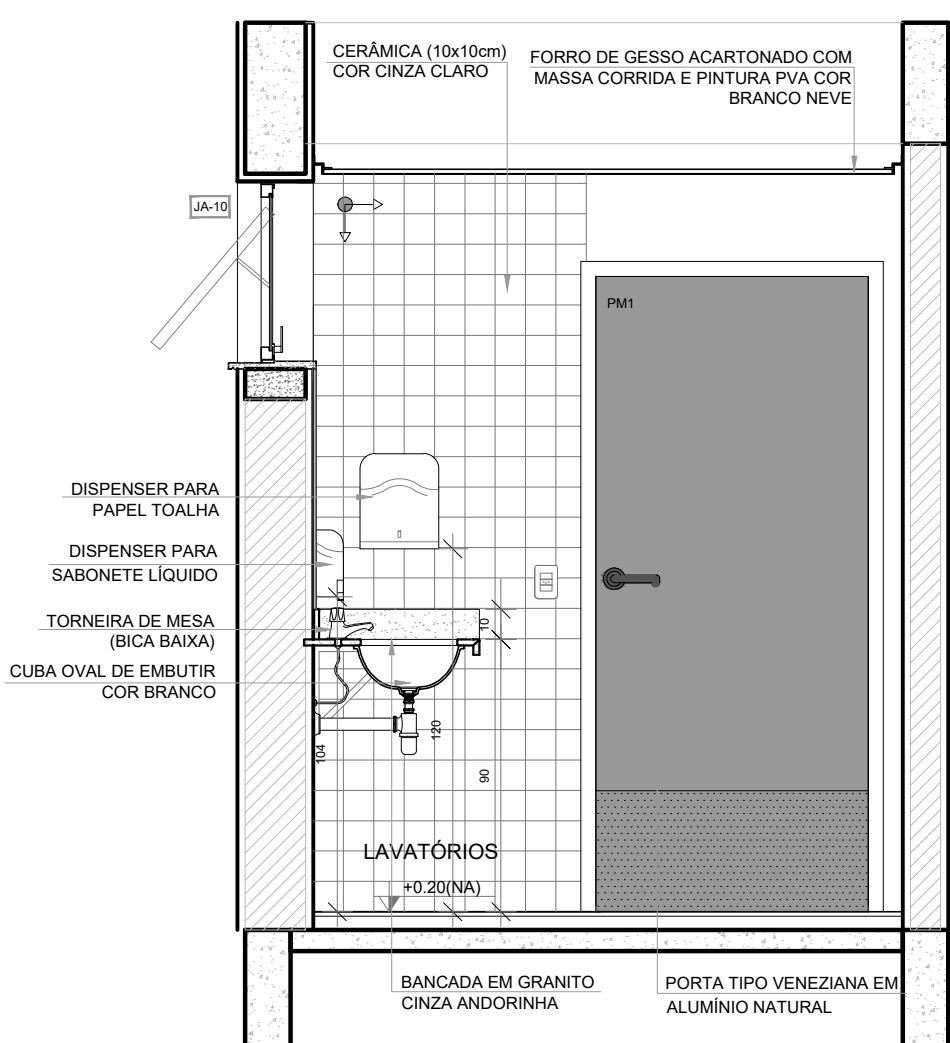 CERÂMICA (10x10cm)
COR CINZA CLARO
FORRO DE GESSO ACARTONADO COM
MASSA CORRIDA E PINTURA PVA COR
BRANCO NEVE
JA-10
PM1
DISPENSER PARA
PAPEL TOALHA
DISPENSER PARA
SABONETE LÍQUIDO
TORNEIRA DE MESA
(BICA BAIXA)
CUBA OVAL DE EMBUTIR
COR BRANCO
10
120
104
90
LAVATÓRIOS
+0.20(NA)
BANCADA EM GRANITO
CINZA ANDORINHA
PORTA TIPO VENEZIANA EM
ALUMÍNIO NATURAL